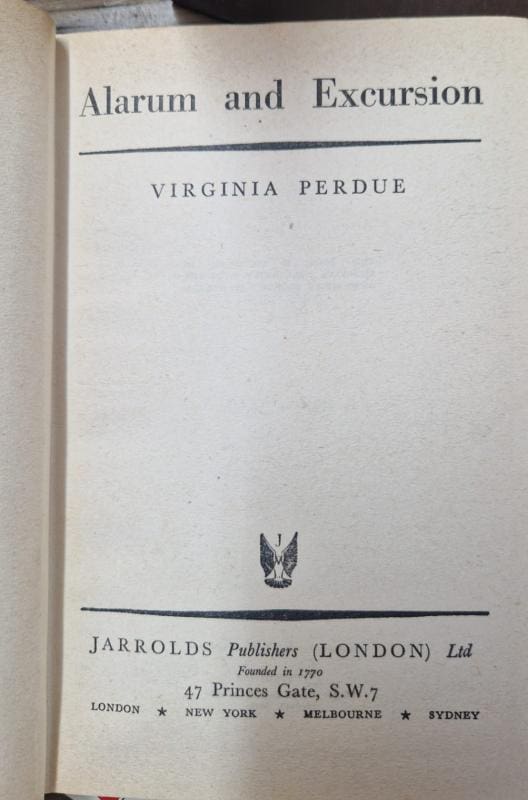 Alarum and Excursion
VIRGINIA PERDUE
J
M
JARROLDS Publishers (LONDON) Ltd
Founded in 1770
47 Princes Gate, S.W.7
LONDON ★ NEW YORK ★ MELBOURNE ★ SYDNEY